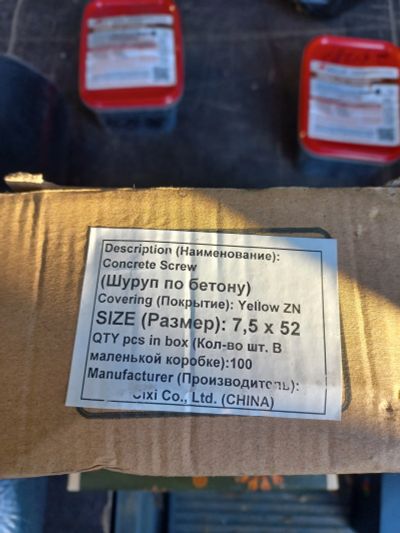 Description (Наименование):
Concrete Screw
(Шуруп по бетону)
Covering (Покрытие): Yellow ZN
SIZE (Размер): 7,5 x 52
QTY pcs in box (Кол-во шт. В
маленькой коробке):100
Manufacturer (Производитель):
Cixi Co., Ltd. (CHINA)